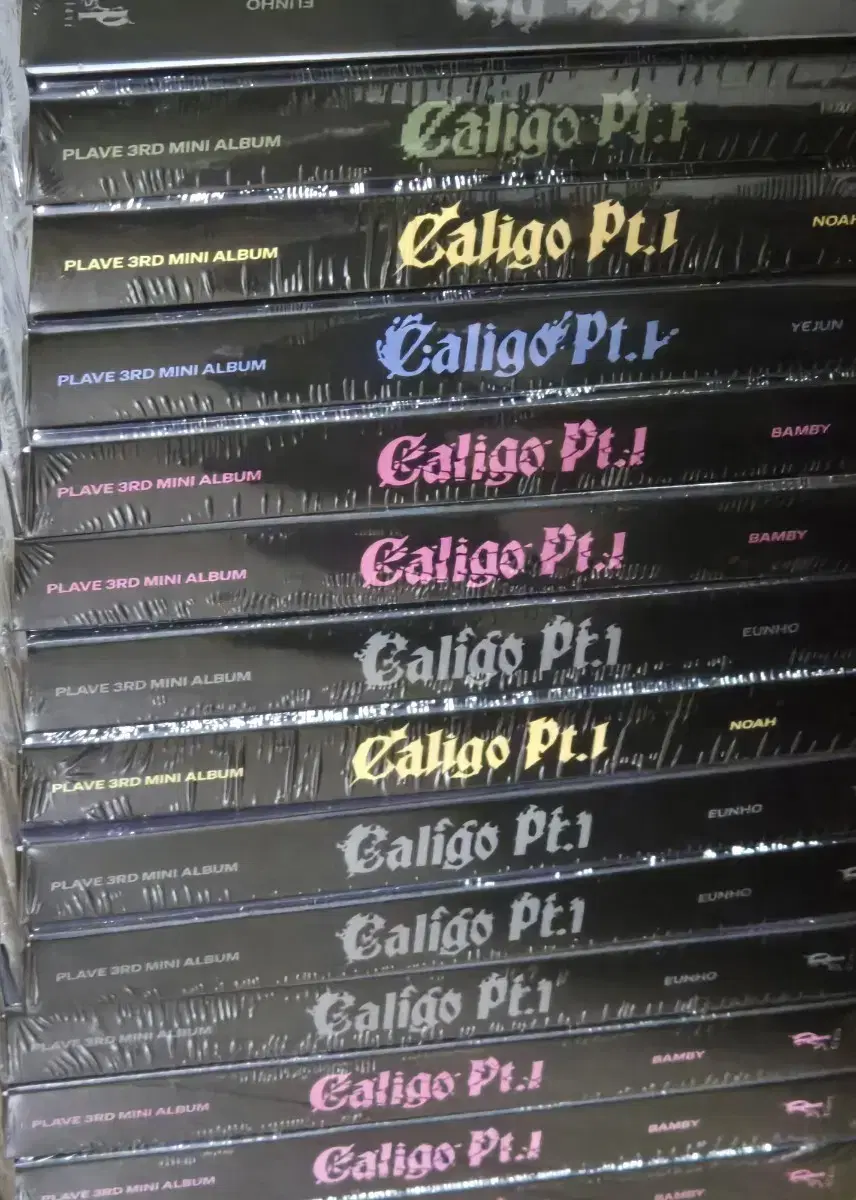 EUNHO
PLAVE 3RD MINI ALBUM Caligo Pt.1
PLAVE 3RD MINI ALBUM Caligo Pt.1 NOAH
PLAVE 3RD MINI ALBUM Caligo Pt.1 YEJUN
PLAVE 3RD MINI ALBUM Caligo Pt.1 BAMBY
PLAVE 3RD MINI ALBUM Caligo Pt.1 BAMBY
PLAVE 3RD MINI ALBUM Caligo Pt.1 EUNHO
PLAVE 3RD MINI ALBUM Caligo Pt.1 NOAH
PLAVE 3RD MINI ALBUM Caligo Pt.1 EUNHO
PLAVE 3RD MINI ALBUM Caligo Pt.1 EUNHO
PLAVE 3RD MINI ALBUM Caligo Pt.1 EUNHO
PLAVE 3RD MINI ALBUM Caligo Pt.1 BAMBY
PLAVE 3RD MINI ALBUM Caligo Pt.1 BAMBY